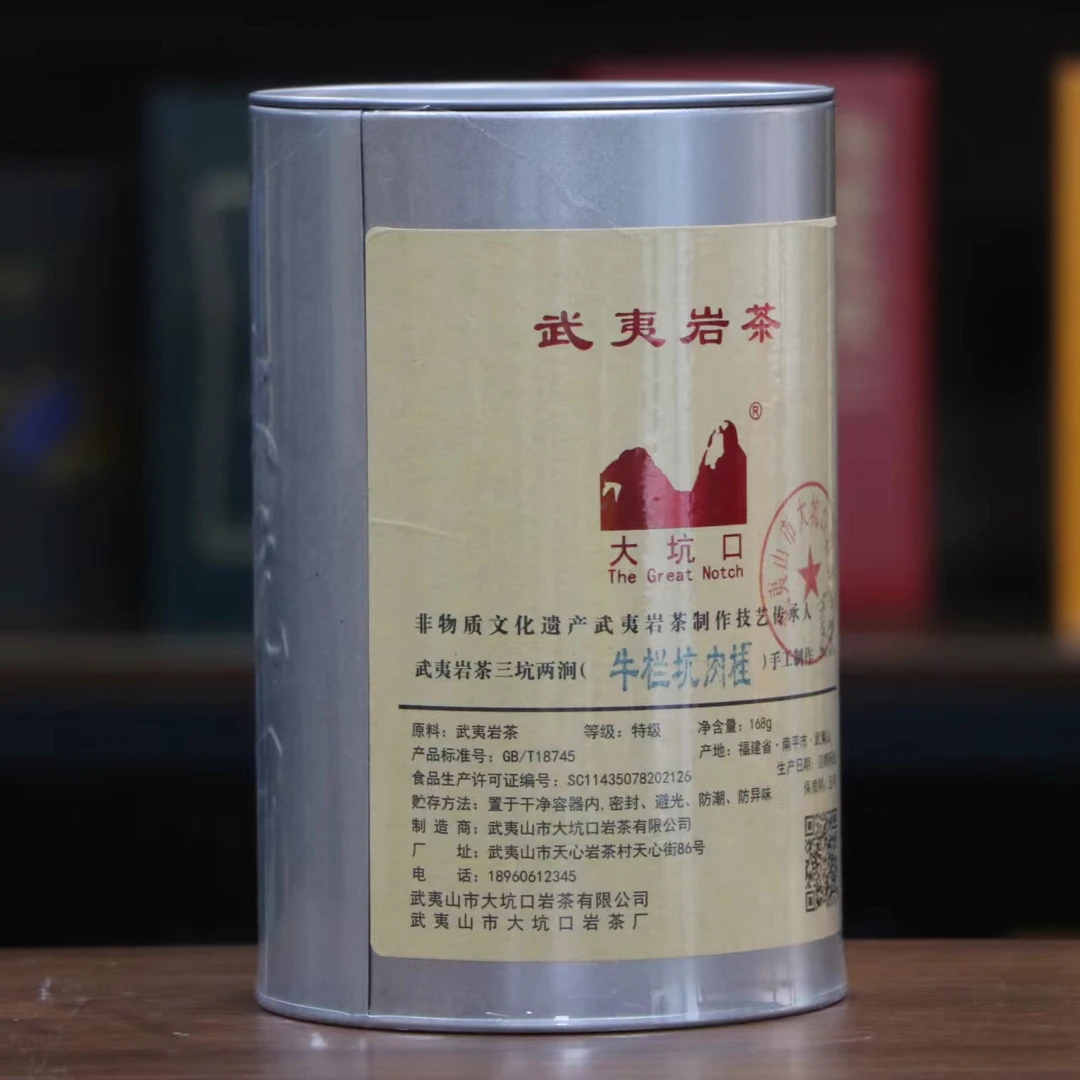 武夷岩茶
®
大坑口
The Great Notch
非物质文化遗产武夷岩茶制作技艺传承人
武夷岩茶三坑两涧(牛栏坑肉桂)手工制作
夷山市大坑
原料：武夷岩茶 等级：特级 净含量：168g
产品标准号：GB/T18745 产地：福建省·南平市·武夷山
食品生产许可证编号：SC11435078202126 生产日期：
贮存方法：置于干净容器内,密封、避光、防潮、防异味 保质期：
制造商：武夷山市大坑口岩茶有限公司
厂址：武夷山市天心岩茶村天心街86号
电话：18960612345
武夷山市大坑口岩茶有限公司
武夷山市大坑口岩茶厂